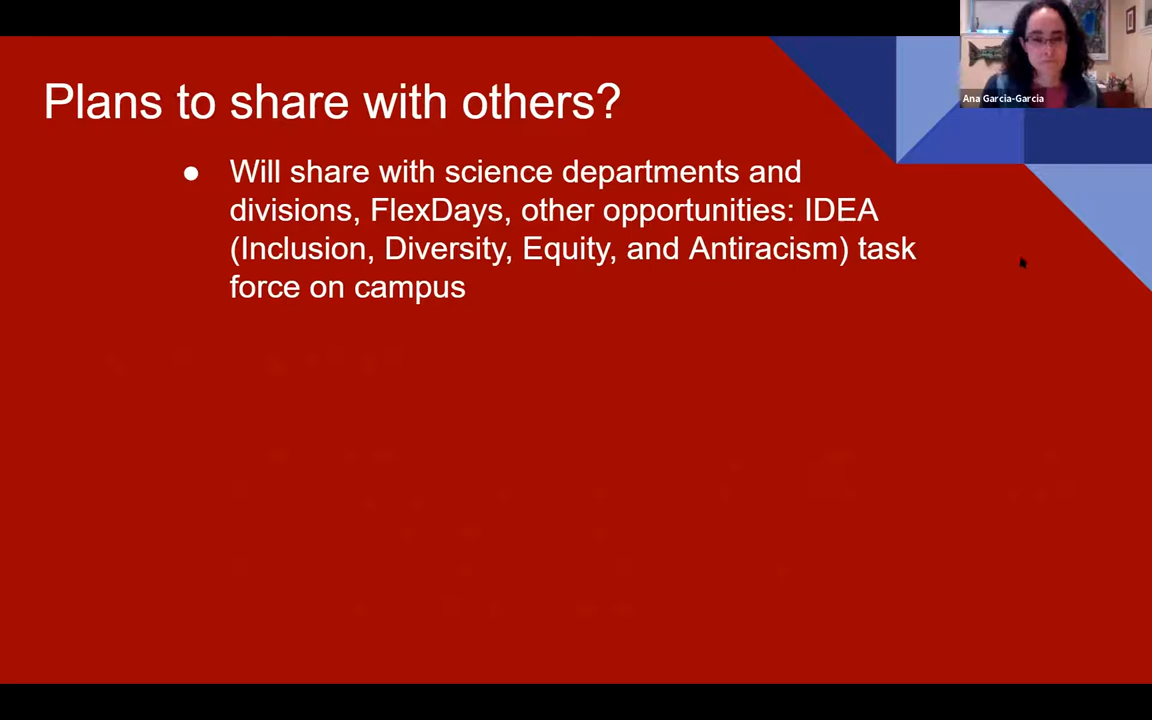 Plans to share with others?
● Will share with science departments and
divisions, FlexDays, other opportunities: IDEA
(Inclusion, Diversity, Equity, and Antiracism) task
force on campus
Ana Garcia-Garcia